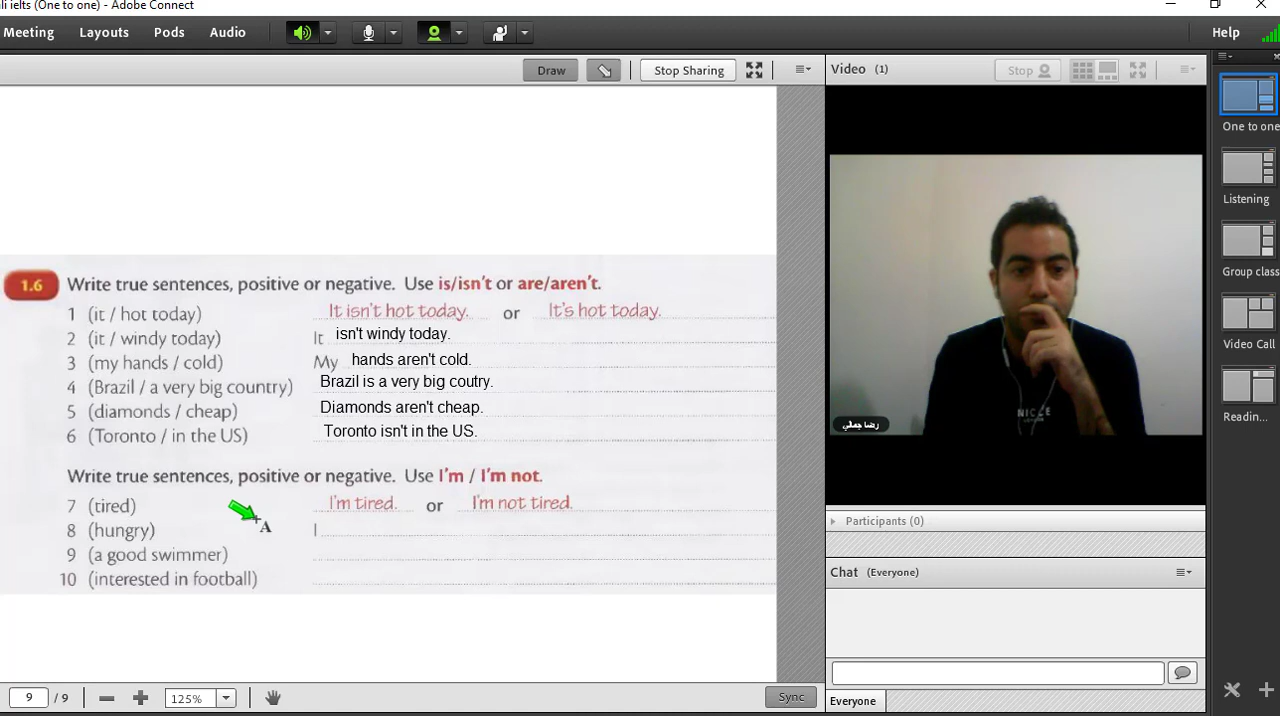 ali ielts (One to one) - Adobe Connect
Meeting Layouts Pods Audio Help
Draw Stop Sharing
Video (1) Stop
One to one
Listening
Group class
Video Call
Readin...
1.6 Write true sentences, positive or negative. Use is/isn't or are/aren't.
1 (it / hot today) It isn't hot today. or It's hot today.
2 (it / windy today) It isn't windy today.
3 (my hands / cold) My hands aren't cold.
4 (Brazil / a very big country) Brazil is a very big coutry.
5 (diamonds / cheap) Diamonds aren't cheap.
6 (Toronto / in the US) Toronto isn't in the US.
Write true sentences, positive or negative. Use I'm / I'm not.
7 (tired) I'm tired. or I'm not tired.
8 (hungry) I
9 (a good swimmer)
10 (interested in football)
A
NICCE
رضا جمالي
Participants (0)
Chat (Everyone)
Everyone
9 / 9 125% Sync